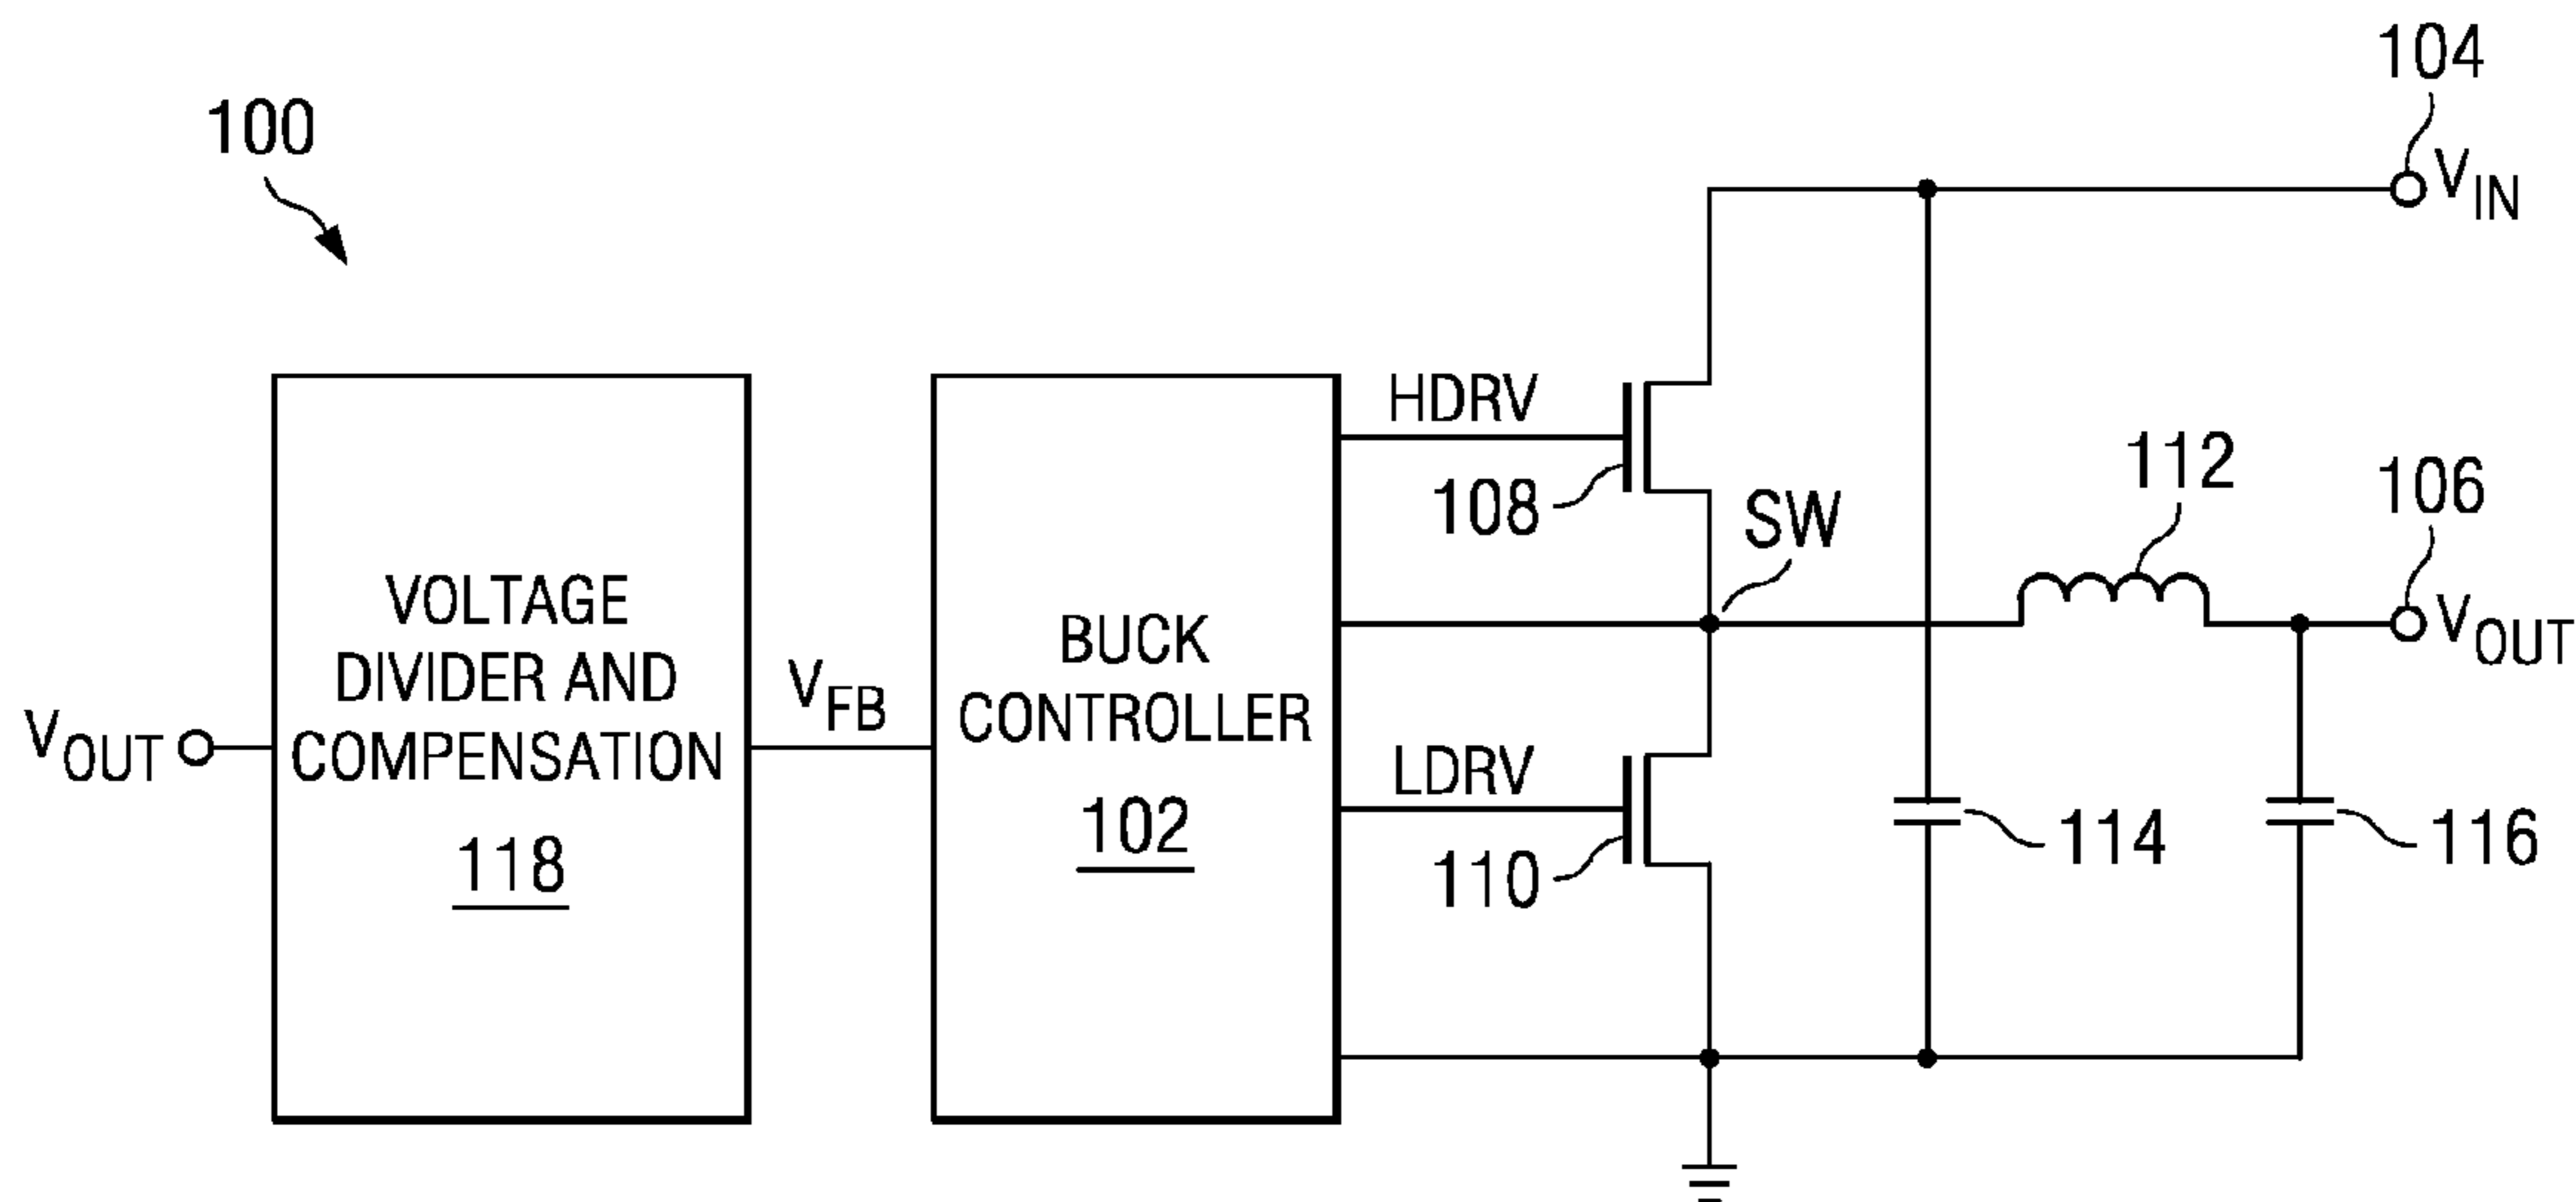 104
100
VIN
HDRV
108
SW
112
106
VOUT
VOLTAGE
DIVIDER AND
COMPENSATION
118
VOUT
VFB
BUCK
CONTROLLER
102
LDRV
110
114
116